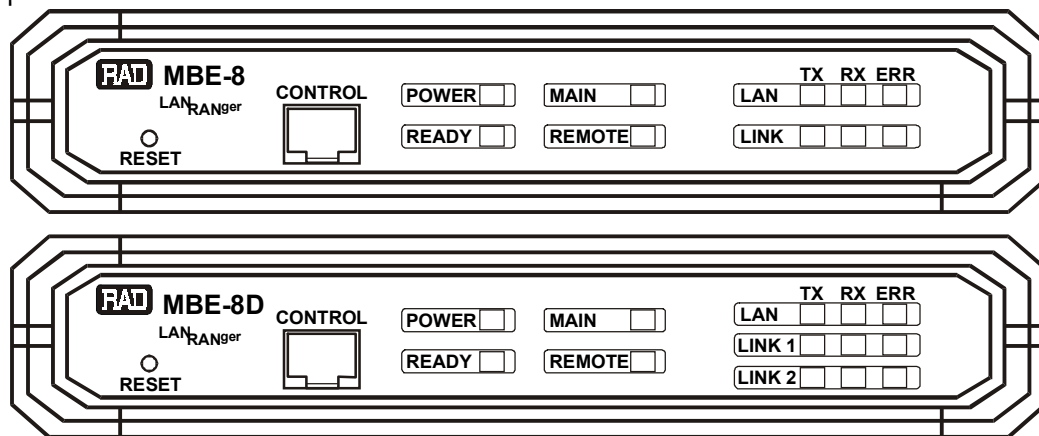 TX RX ERR
RAD MBE-8
LANRANger
CONTROL
POWER
MAIN
LAN
RESET
READY
REMOTE
LINK
TX RX ERR
RAD MBE-8D
LANRANger
CONTROL
POWER
MAIN
LAN
LINK 1
RESET
READY
REMOTE
LINK 2